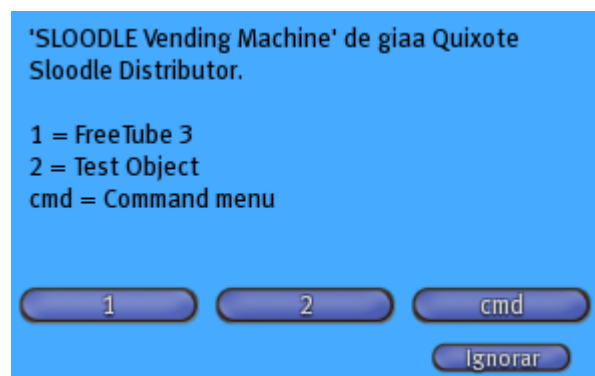 'SLOODLE Vending Machine' de giaa Quixote
Sloodle Distributor.
1 = FreeTube 3
2 = Test Object
cmd = Command menu
1 2 cmd
Ignorar